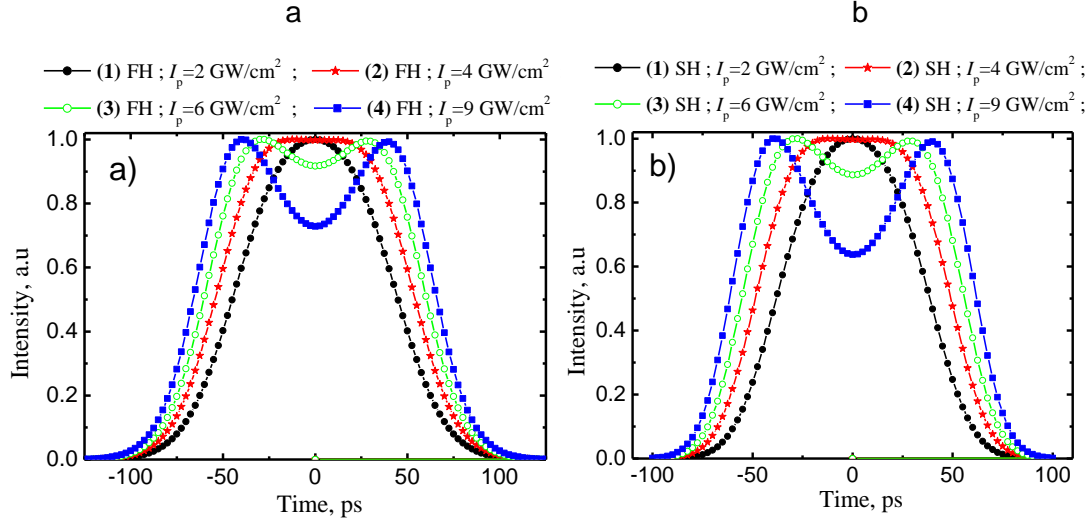 a
(1) FH ; Ip=2 GW/cm² ; (2) FH ; Ip=4 GW/cm²
(3) FH ; Ip=6 GW/cm² ; (4) FH ; Ip=9 GW/cm²
a)
Intensity, a.u
1.0
0.8
0.6
0.4
0.2
0.0
-100 -50 0 50 100
Time, ps
b
(1) SH ; Ip=2 GW/cm² ; (2) SH ; Ip=4 GW/cm² ;
(3) SH ; Ip=6 GW/cm² ; (4) SH ; Ip=9 GW/cm² ;
b)
Intensity, a.u
1.0
0.8
0.6
0.4
0.2
0.0
-100 -50 0 50 100
Time, ps